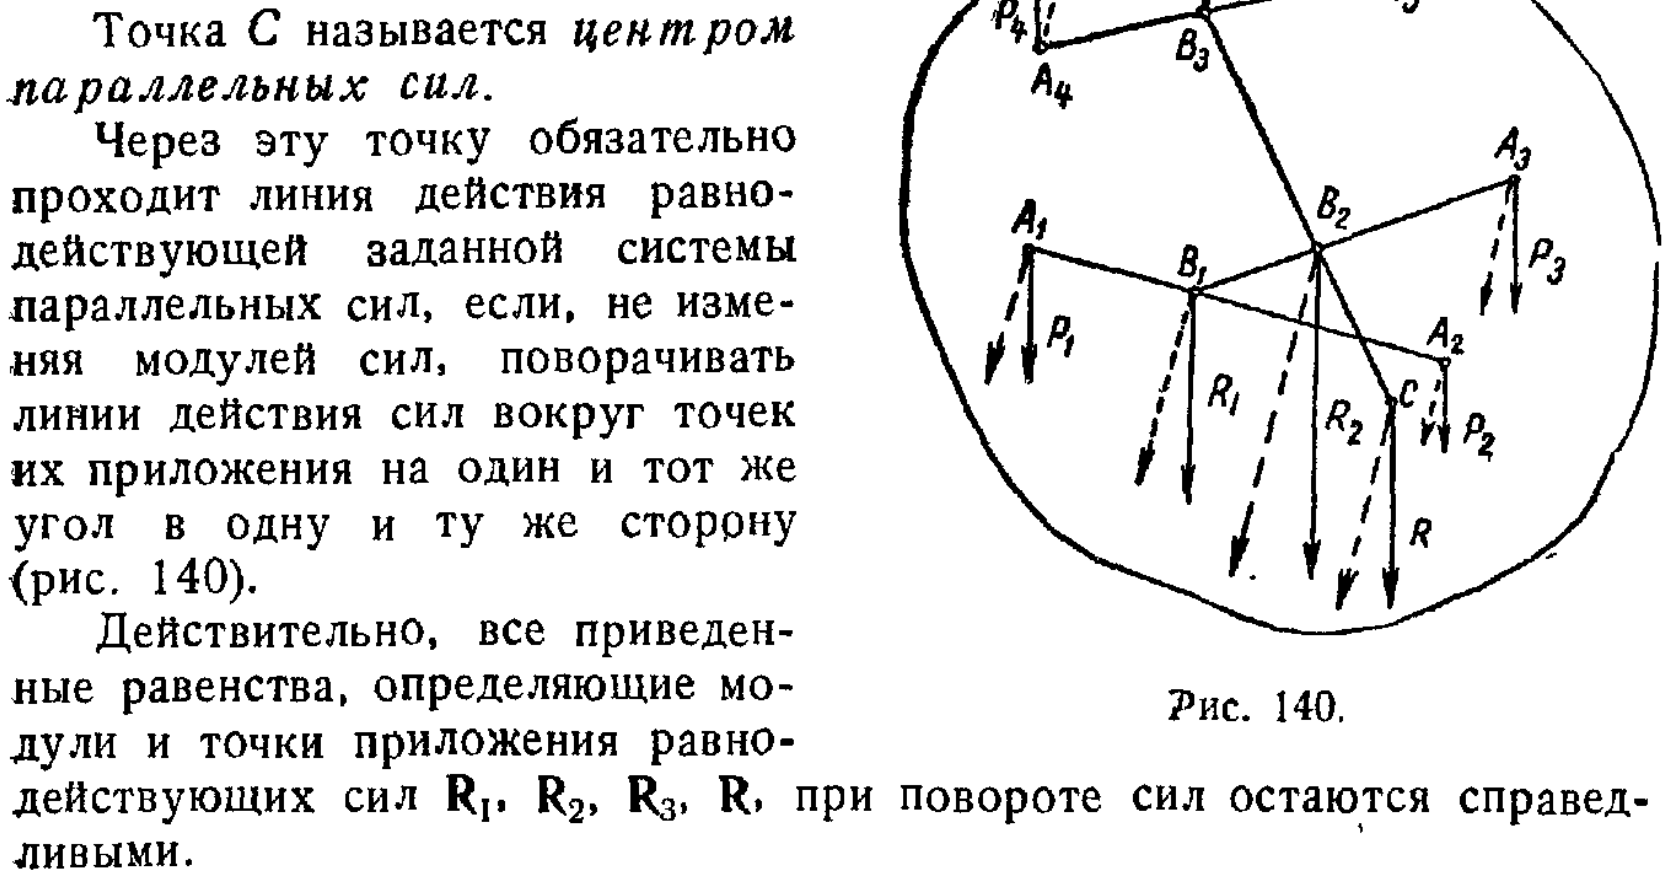 Точка C называется центром
параллельных сил.
Через эту точку обязательно
проходит линия действия равно-
действующей заданной системы
параллельных сил, если, не изме-
няя модулей сил, поворачивать
линии действия сил вокруг точек
их приложения на один и тот же
угол в одну и ту же сторону
(рис. 140).
Действительно, все приведен-
ные равенства, определяющие мо-
дули и точки приложения равно-
действующих сил R₁, R₂, R₃, R, при повороте сил остаются справед-
ливыми.
P₄
B₃
A₄
A₃
B₂
A₁
B₁
P₃
P₁
A₂
R₁
R₂
C
P₂
R
Рис. 140.